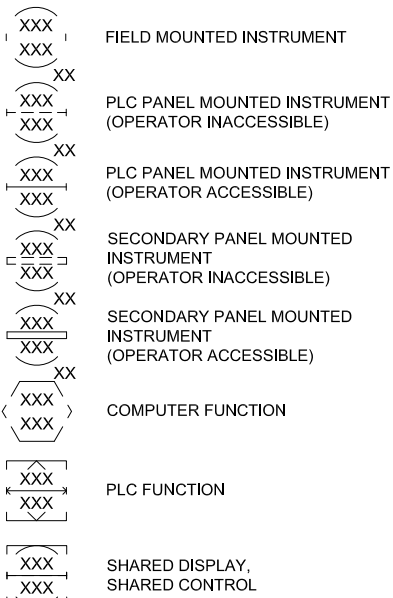 XXX
XXX
FIELD MOUNTED INSTRUMENT
XX
XXX
XXX
PLC PANEL MOUNTED INSTRUMENT
(OPERATOR INACCESSIBLE)
XX
XXX
XXX
PLC PANEL MOUNTED INSTRUMENT
(OPERATOR ACCESSIBLE)
XX
XXX
XXX
SECONDARY PANEL MOUNTED
INSTRUMENT
(OPERATOR INACCESSIBLE)
XX
XXX
XXX
SECONDARY PANEL MOUNTED
INSTRUMENT
(OPERATOR ACCESSIBLE)
XX
XXX
XXX
COMPUTER FUNCTION
XXX
XXX
PLC FUNCTION
XXX
XXX
SHARED DISPLAY,
SHARED CONTROL